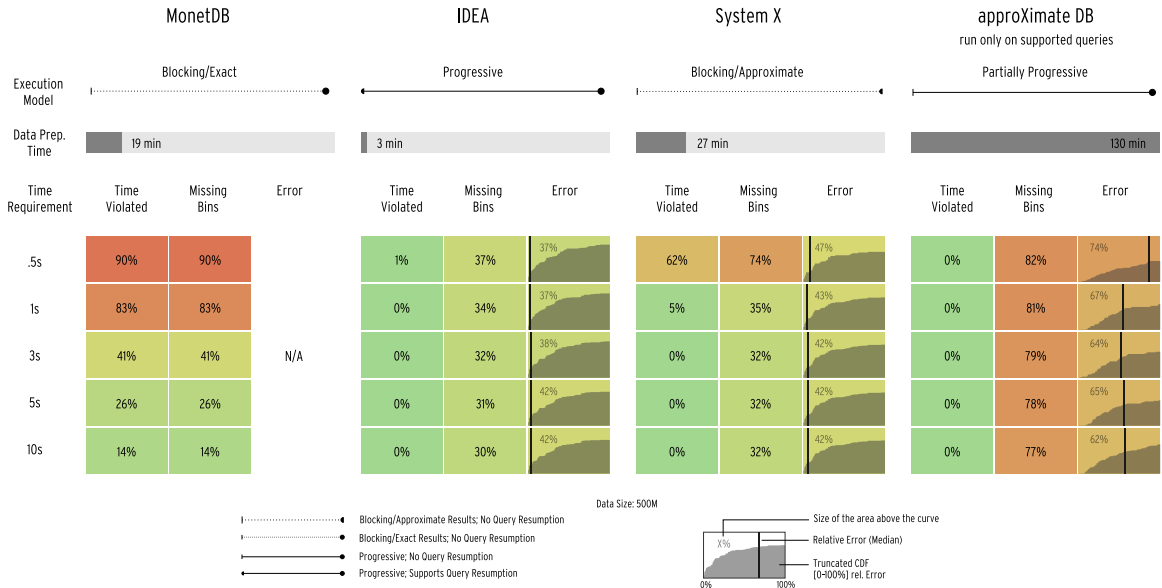 MonetDB IDEA System X approXimate DB
run only on supported queries
Execution Model Blocking/Exact Progressive Blocking/Approximate Partially Progressive
Data Prep. Time 19 min 3 min 27 min 130 min
Time Requirement Time Violated Missing Bins Error Time Violated Missing Bins Error Time Violated Missing Bins Error Time Violated Missing Bins Error
.5s 90% 90% 1% 37% 37% 62% 74% 47% 0% 82% 74%
1s 83% 83% 0% 34% 37% 5% 35% 43% 0% 81% 67%
3s 41% 41% N/A 0% 32% 38% 0% 32% 42% 0% 79% 64%
5s 26% 26% 0% 31% 42% 0% 32% 42% 0% 78% 65%
10s 14% 14% 0% 30% 42% 0% 32% 42% 0% 77% 62%
Data Size: 500M
Blocking/Approximate Results; No Query Resumption
Blocking/Exact Results; No Query Resumption
Progressive; No Query Resumption
Progressive; Supports Query Resumption
X%
0% 100%
Size of the area above the curve
Relative Error (Median)
Truncated CDF
[0-100%] rel. Error